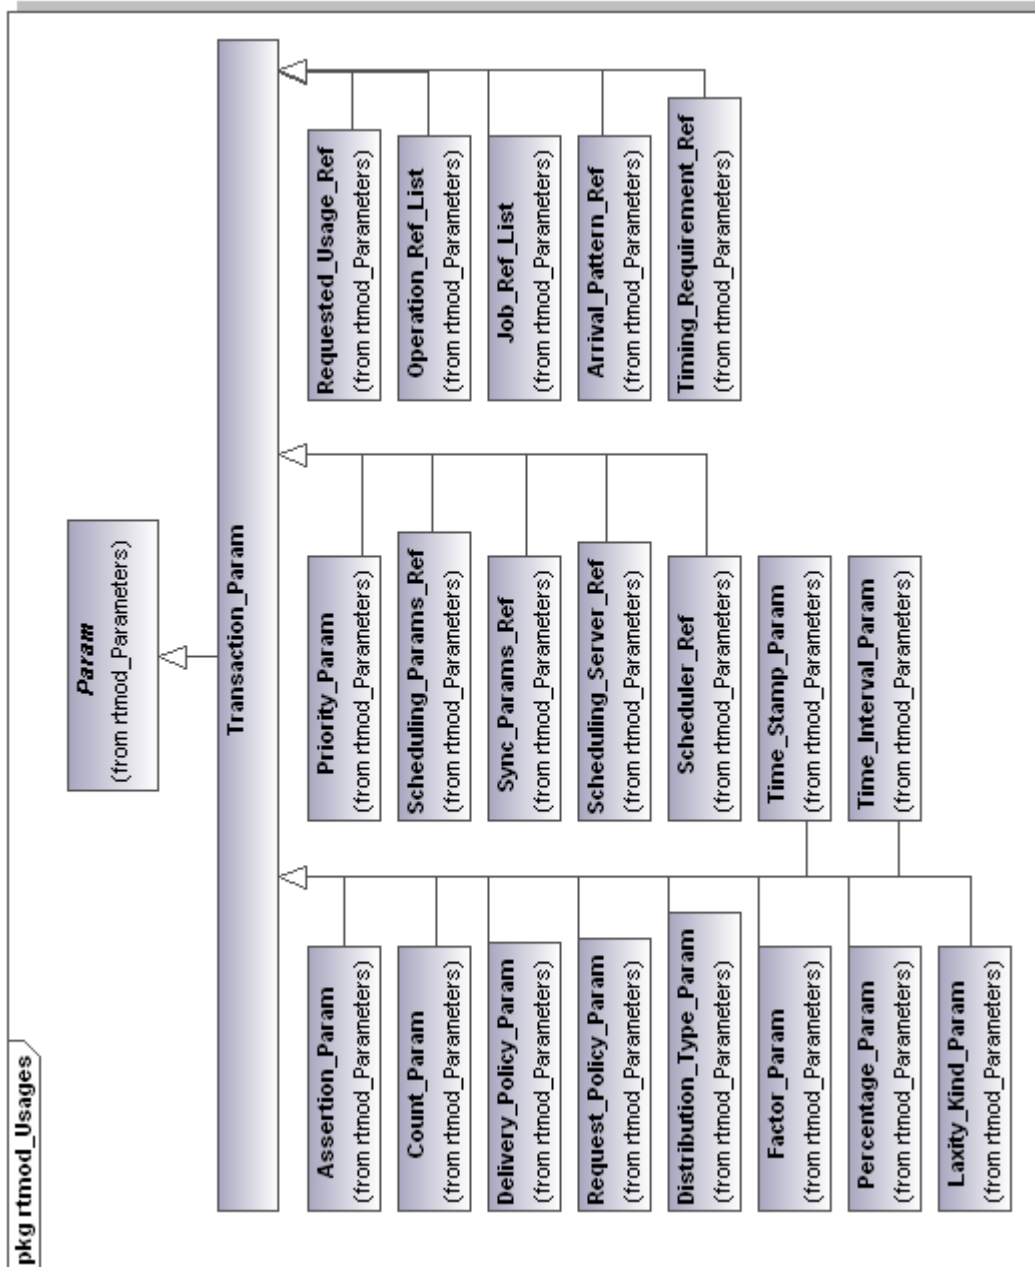 pkg rtmod_Usages
Param
(from rtmod_Parameters)
Transaction_Param
Assertion_Param
(from rtmod_Parameters)
Count_Param
(from rtmod_Parameters)
Delivery_Policy_Param
(from rtmod_Parameters)
Request_Policy_Param
(from rtmod_Parameters)
Distribution_Type_Param
(from rtmod_Parameters)
Factor_Param
(from rtmod_Parameters)
Percentage_Param
(from rtmod_Parameters)
Laxity_Kind_Param
(from rtmod_Parameters)
Priority_Param
(from rtmod_Parameters)
Scheduling_Params_Ref
(from rtmod_Parameters)
Sync_Params_Ref
(from rtmod_Parameters)
Scheduling_Server_Ref
(from rtmod_Parameters)
Scheduler_Ref
(from rtmod_Parameters)
Time_Stamp_Param
(from rtmod_Parameters)
Time_Interval_Param
(from rtmod_Parameters)
Requested_Usage_Ref
(from rtmod_Parameters)
Operation_Ref_List
(from rtmod_Parameters)
Job_Ref_List
(from rtmod_Parameters)
Arrival_Pattern_Ref
(from rtmod_Parameters)
Timing_Requirement_Ref
(from rtmod_Parameters)